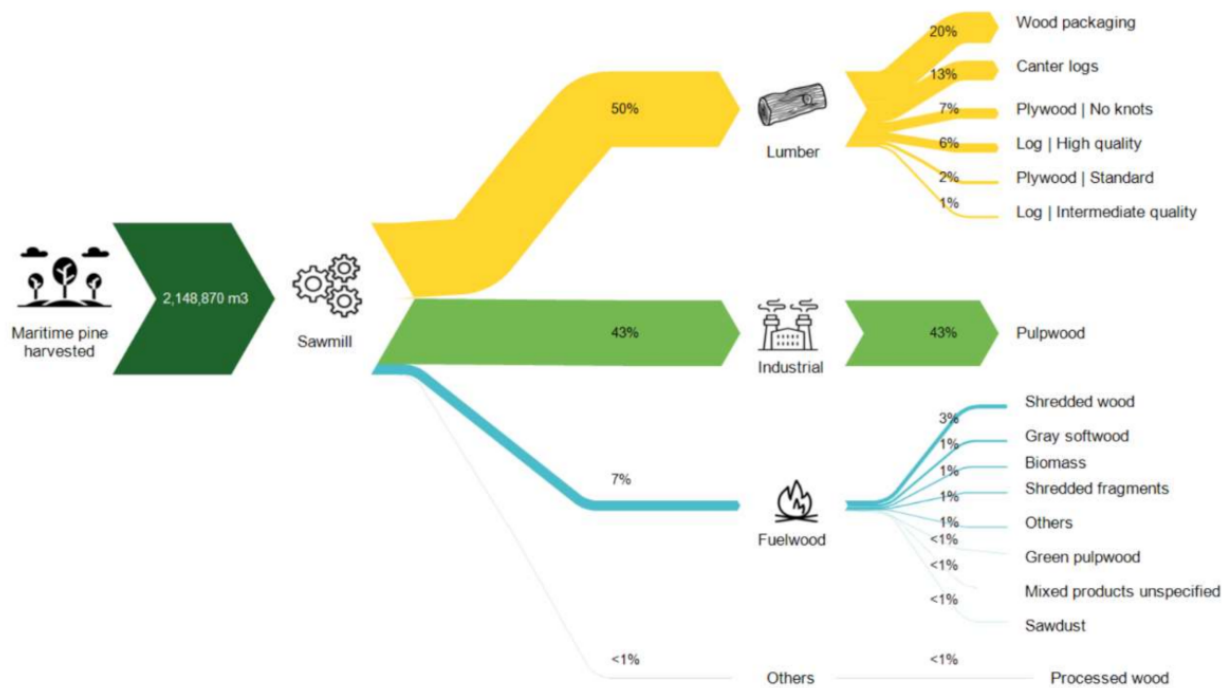 20%
Wood packaging
13%
Canter logs
50%
7%
Plywood | No knots
Lumber
6%
Log | High quality
2%
Plywood | Standard
1%
Log | Intermediate quality
2,148,870 m3
Maritime pine
harvested
Sawmill
43%
43%
Pulpwood
Industrial
3%
Shredded wood
1%
Gray softwood
1%
Biomass
7%
1%
Shredded fragments
1%
Others
Fuelwood
<1%
Green pulpwood
<1%
Mixed products unspecified
<1%
Sawdust
<1%
Others
<1%
Processed wood